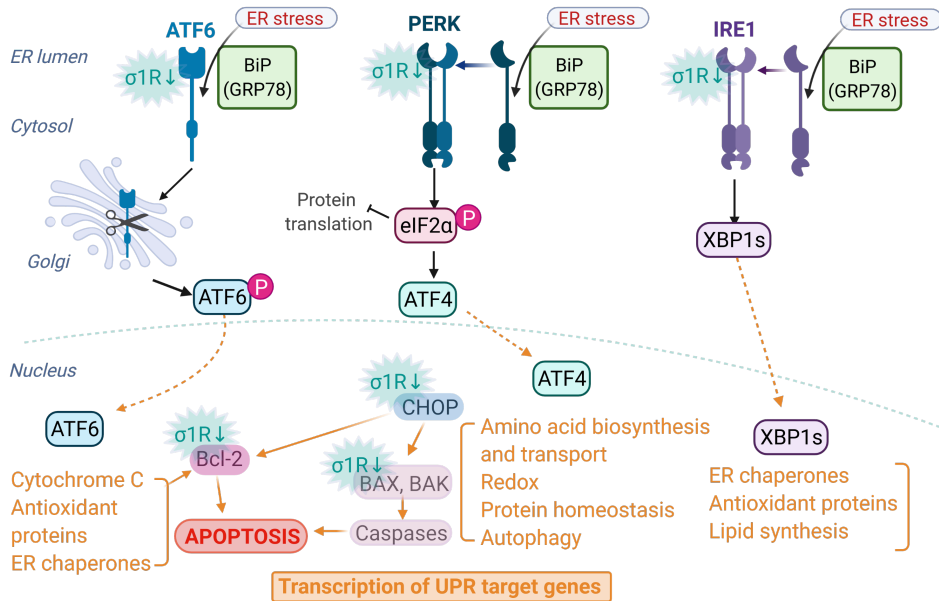 ER stress
ATF6
ER lumen
σ1R↓
BiP
(GRP78)
Cytosol
Golgi
ATF6
P
ER stress
PERK
σ1R↓
BiP
(GRP78)
Protein
translation
eIF2α
P
ATF4
ER stress
IRE1
σ1R↓
BiP
(GRP78)
XBP1s
Nucleus
ATF6
Cytochrome C
Antioxidant
proteins
ER chaperones
σ1R↓
Bcl-2
APOPTOSIS
σ1R↓
CHOP
σ1R↓
BAX, BAK
Caspases
ATF4
Amino acid biosynthesis
and transport
Redox
Protein homeostasis
Autophagy
XBP1s
ER chaperones
Antioxidant proteins
Lipid synthesis
Transcription of UPR target genes